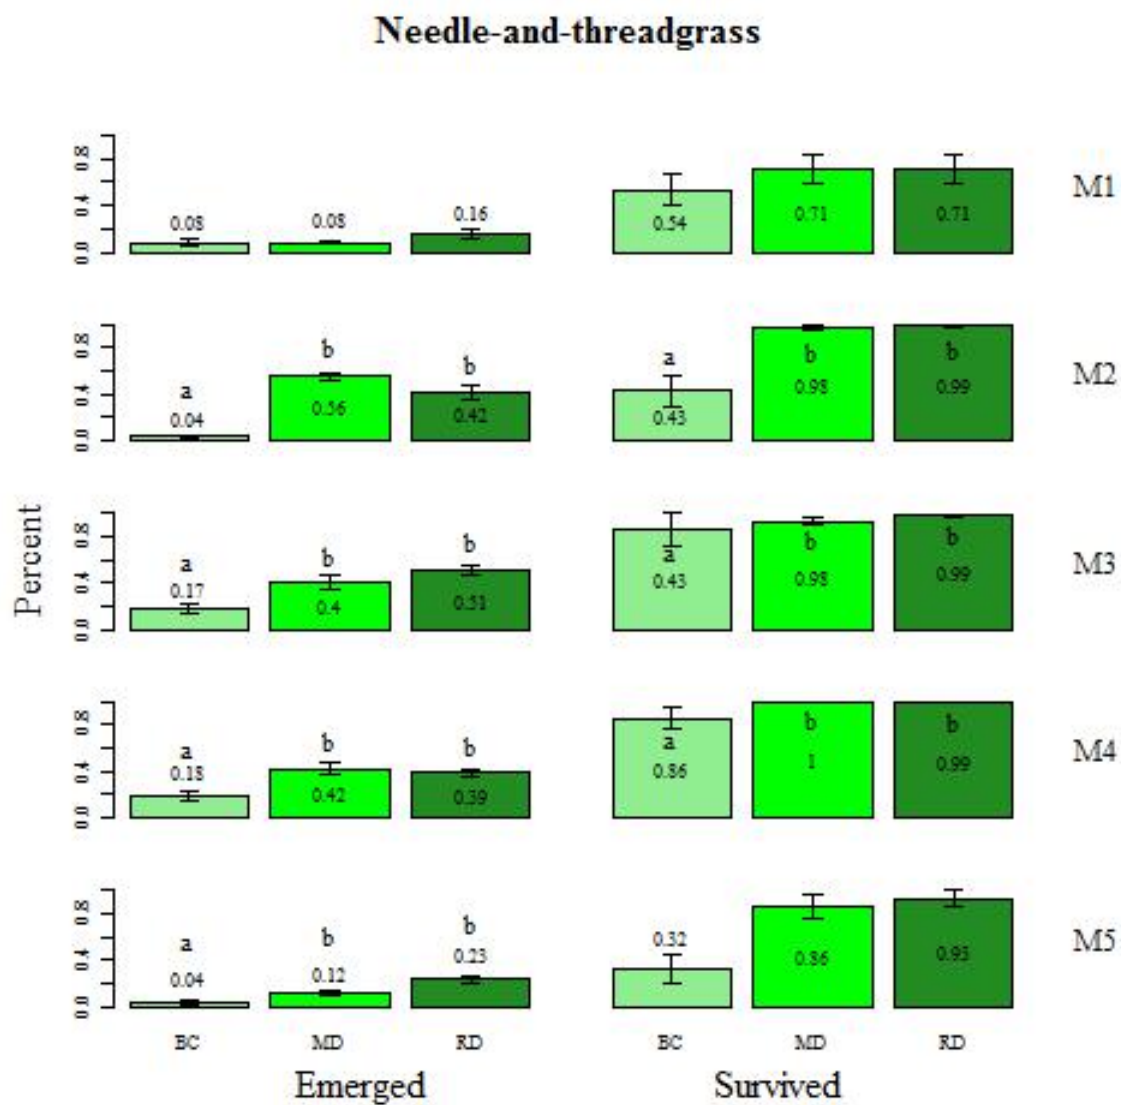 Needle-and-threadgrass
0.8
0.4
0.0
0.08
0.08
0.16
0.54
0.71
0.71
M1
0.8
0.4
0.0
a
0.04
b
0.56
b
0.42
a
0.43
b
0.98
b
0.99
M2
Percent
0.8
0.4
0.0
a
0.17
b
0.4
b
0.51
a
0.43
b
0.98
b
0.99
M3
0.8
0.4
0.0
a
0.18
b
0.42
b
0.39
a
0.86
b
1
b
0.99
M4
0.8
0.4
0.0
a
0.04
b
0.12
b
0.23
0.32
0.86
0.93
M5
BC MD RD BC MD RD
Emerged Survived